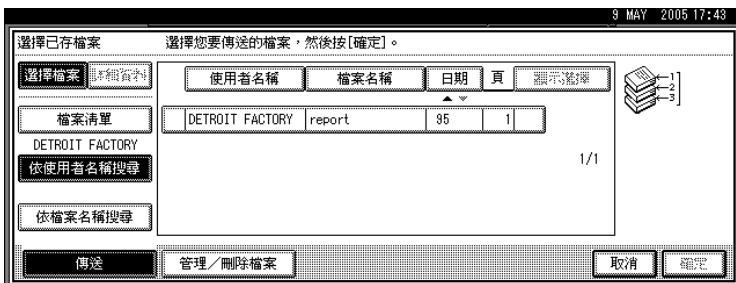 9 MAY 2005 17:43
選擇已存檔案 選擇您要傳送的檔案，然後按[確定]。
選擇檔案 詳細資料 使用者名稱 檔案名稱 日期 頁 顯示選擇
1
2
3
檔案清單 DETROIT FACTORY report 95 1
DETROIT FACTORY
依使用者名稱搜尋 1/1
依檔案名稱搜尋
傳送 管理／刪除檔案 取消 確定